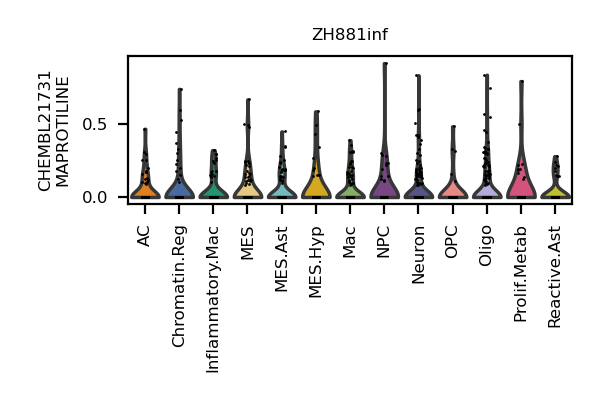 ZH881inf
CHEMBL21731
MAPROTILINE
0.5
0.0
AC
Chromatin.Reg
Inflammatory.Mac
MES
MES.Ast
MES.Hyp
Mac
NPC
Neuron
OPC
Oligo
Prolif.Metab
Reactive.Ast